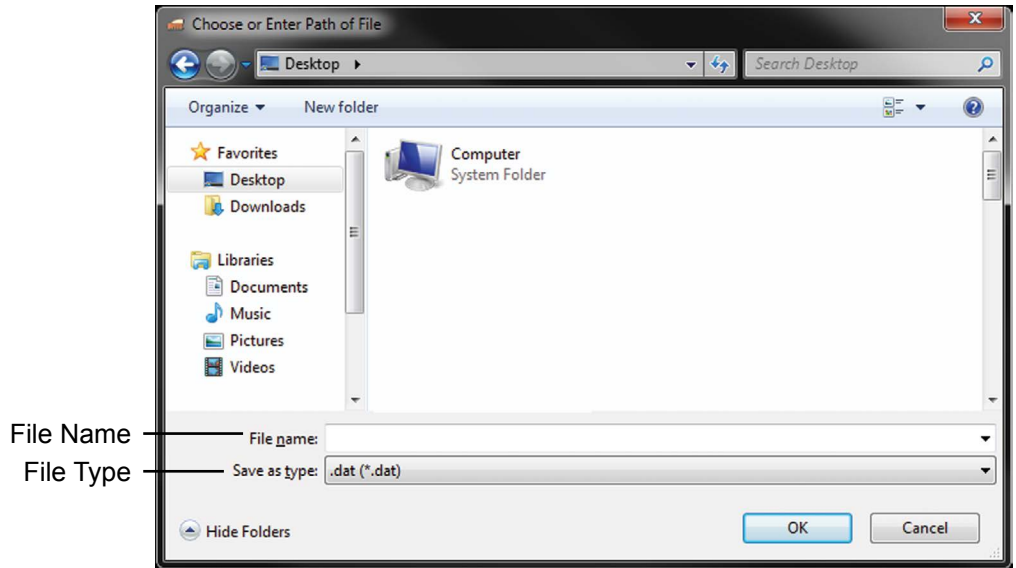 Choose or Enter Path of File
Desktop
Search Desktop
Organize
New folder
Favorites
Desktop
Downloads
Libraries
Documents
Music
Pictures
Videos
Computer
System Folder
File Name
File name:
File Type
Save as type: .dat (*.dat)
Hide Folders
OK
Cancel